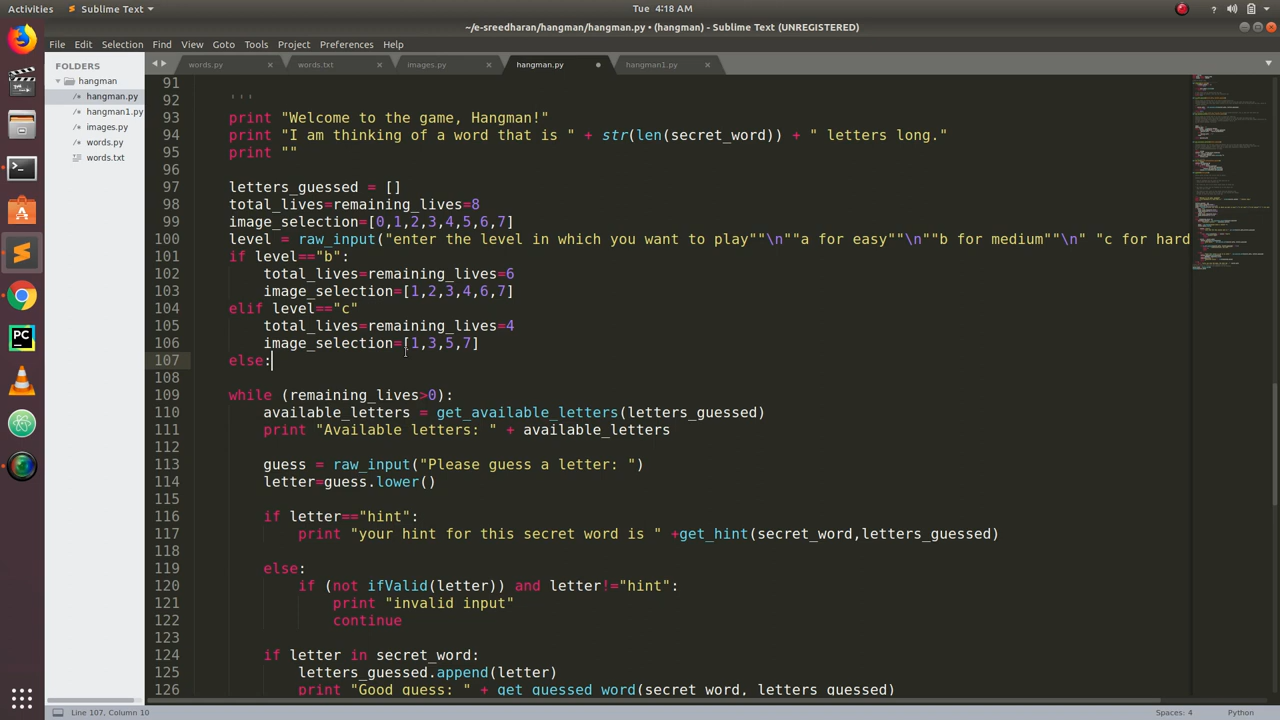 Activities Sublime Text Tue 4:18 AM
~/e-sreedharan/hangman/hangman.py • (hangman) - Sublime Text (UNREGISTERED)
File Edit Selection Find View Goto Tools Project Preferences Help
FOLDERS
hangman
hangman.py
hangman1.py
images.py
words.py
words.txt
words.py words.txt images.py hangman.py hangman1.py
91
92 '''
93 print "Welcome to the game, Hangman!"
94 print "I am thinking of a word that is " + str(len(secret_word)) + " letters long."
95 print ""
96
97 letters_guessed = []
98 total_lives=remaining_lives=8
99 image_selection=[0,1,2,3,4,5,6,7]
100 level = raw_input("enter the level in which you want to play""\n""a for easy""\n""b for medium""\n" "c for hard
101 if level=="b":
102 total_lives=remaining_lives=6
103 image_selection=[1,2,3,4,6,7]
104 elif level=="c"
105 total_lives=remaining_lives=4
106 image_selection=[1,3,5,7]
107 else:
108
109 while (remaining_lives>0):
110 available_letters = get_available_letters(letters_guessed)
111 print "Available letters: " + available_letters
112
113 guess = raw_input("Please guess a letter: ")
114 letter=guess.lower()
115
116 if letter=="hint":
117 print "your hint for this secret word is " +get_hint(secret_word,letters_guessed)
118
119 else:
120 if (not ifValid(letter)) and letter!="hint":
121 print "invalid input"
122 continue
123
124 if letter in secret_word:
125 letters_guessed.append(letter)
126 print "Good guess: " + get_guessed_word(secret_word, letters_guessed)
Line 107, Column 10 Spaces: 4 Python